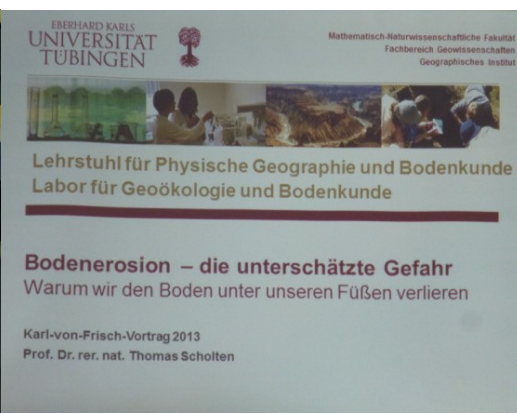 EBERHARD KARLS
UNIVERSITÄT
TÜBINGEN
Mathematisch-Naturwissenschaftliche Fakultät
Fachbereich Geowissenschaften
Geographisches Institut
Lehrstuhl für Physische Geographie und Bodenkunde
Labor für Geoökologie und Bodenkunde
Bodenerosion – die unterschätzte Gefahr
Warum wir den Boden unter unseren Füßen verlieren
Karl-von-Frisch-Vortrag 2013
Prof. Dr. rer. nat. Thomas Scholten